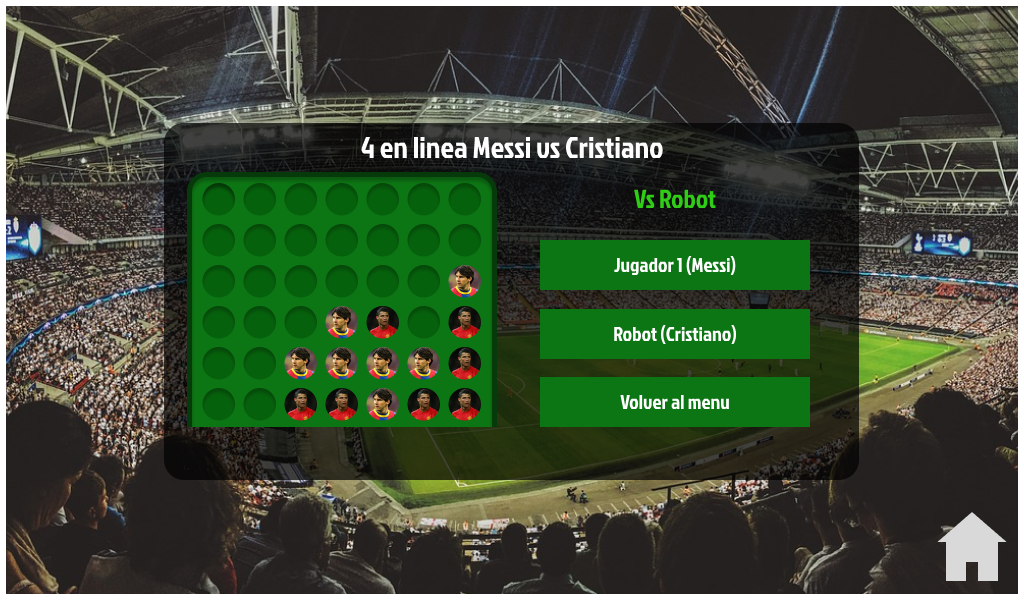 4 en linea Messi vs Cristiano
Vs Robot
Jugador 1 (Messi)
Robot (Cristiano)
Volver al menu